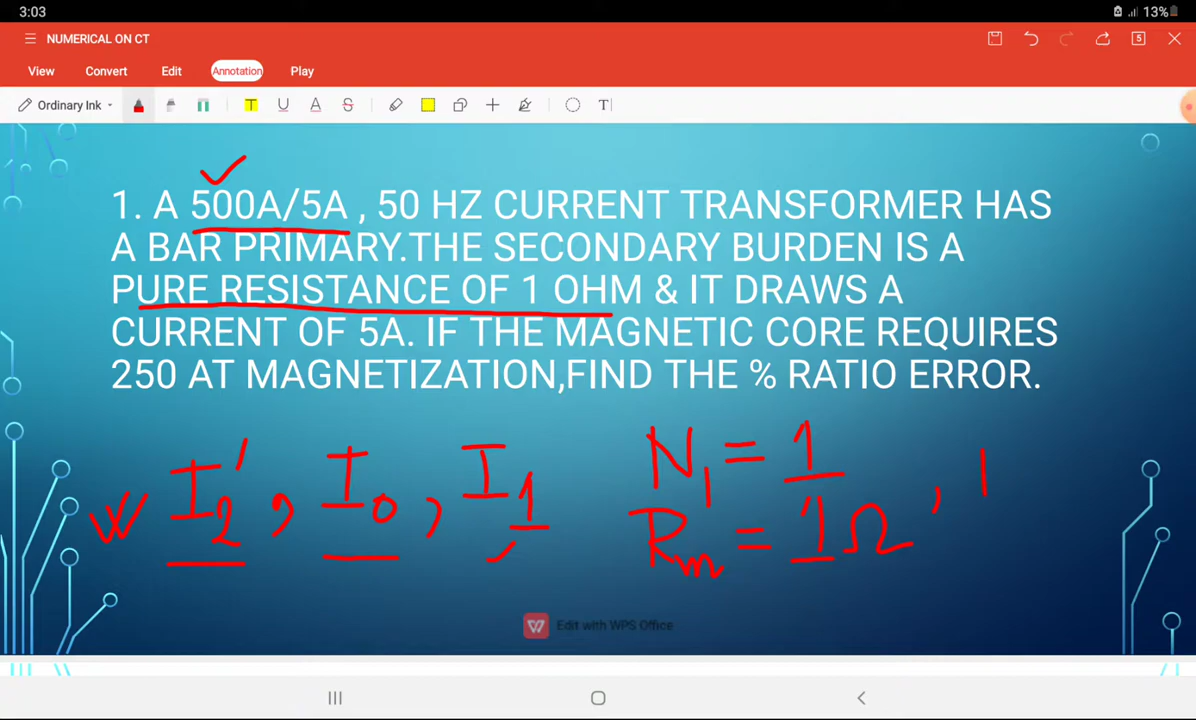 3:03
13%
NUMERICAL ON CT
5
View Convert Edit Annotation Play
Ordinary Ink T U A S T
1. A 500A/5A , 50 HZ CURRENT TRANSFORMER HAS
A BAR PRIMARY.THE SECONDARY BURDEN IS A
PURE RESISTANCE OF 1 OHM & IT DRAWS A
CURRENT OF 5A. IF THE MAGNETIC CORE REQUIRES
250 AT MAGNETIZATION,FIND THE % RATIO ERROR.
I₂', I₀, I₁
N₁ = 1
Rm = 1Ω ,
Edit with WPS Office